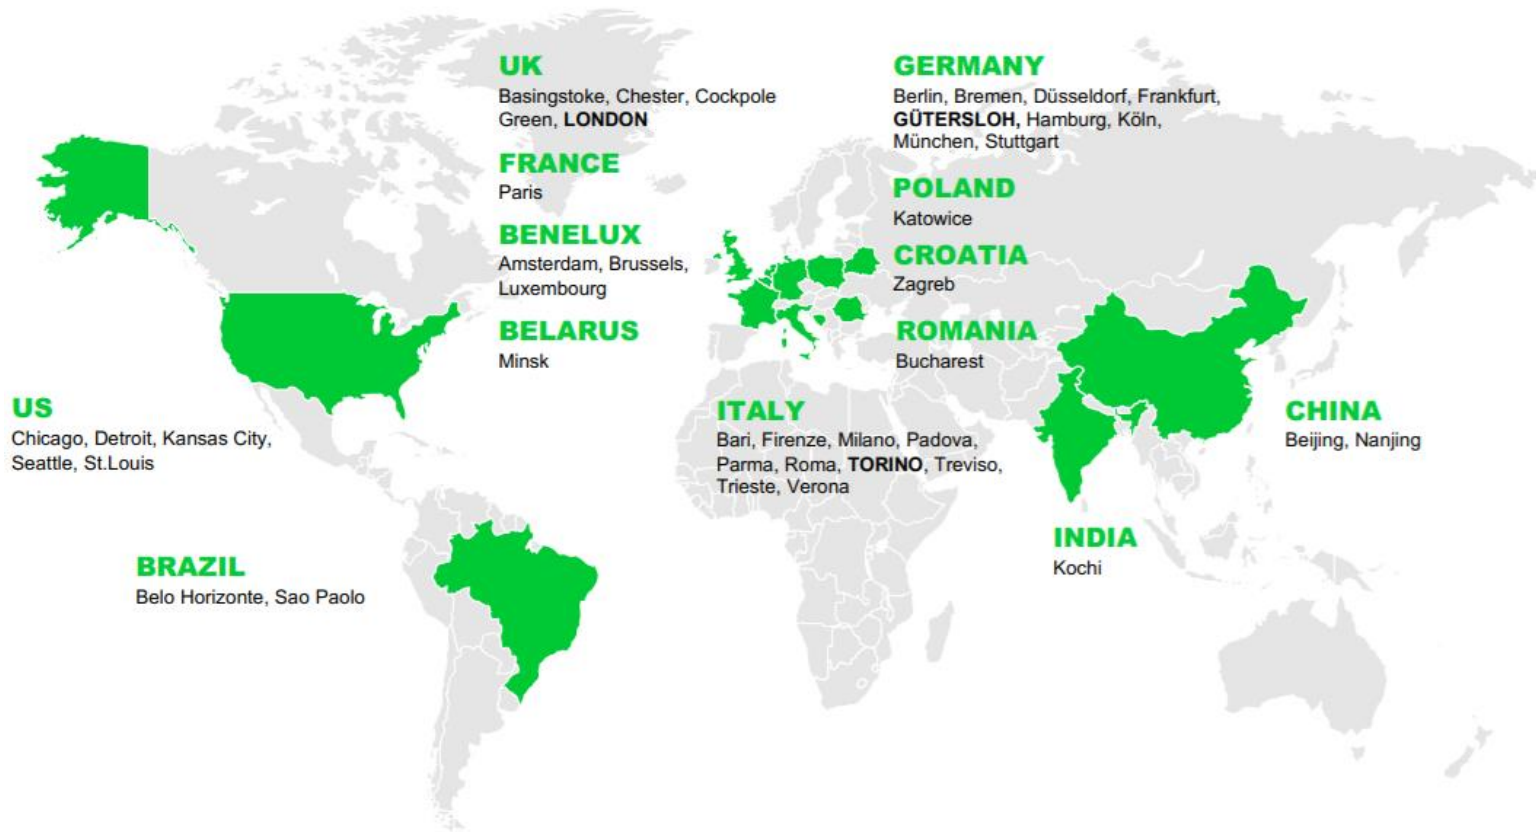 UK
Basingstoke, Chester, Cockpole
Green, LONDON
FRANCE
Paris
BENELUX
Amsterdam, Brussels,
Luxembourg
BELARUS
Minsk
GERMANY
Berlin, Bremen, Düsseldorf, Frankfurt,
GÜTERSLOH, Hamburg, Köln,
München, Stuttgart
POLAND
Katowice
CROATIA
Zagreb
ROMANIA
Bucharest
US
Chicago, Detroit, Kansas City,
Seattle, St.Louis
ITALY
Bari, Firenze, Milano, Padova,
Parma, Roma, TORINO, Treviso,
Trieste, Verona
CHINA
Beijing, Nanjing
INDIA
Kochi
BRAZIL
Belo Horizonte, Sao Paolo